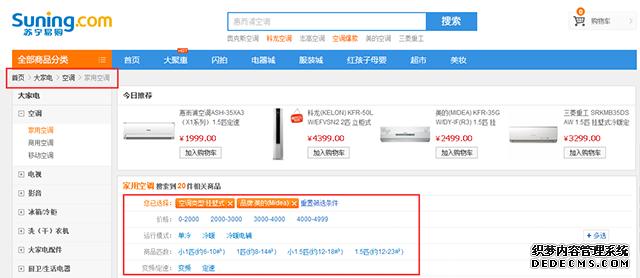 Suning.com
苏宁易购
惠而浦空调
搜索
购物车
奥克斯空调 科龙空调 志高空调 空调爆款 美的空调 三菱重工
全部商品分类 首页 大聚惠 闪拍 电器城 服装城 红孩子母婴 超市 美妆
HOT
首页 > 大家电 > 空调 > 家用空调
大家电
空调
家用空调
商用空调
移动空调
电视
影音
冰箱/冷柜
洗(干)衣机
大家电配件
厨卫生活电器
今日推荐
惠而浦空调ASH-35XA3
(X1系列) 1.5匹定速
¥1999.00
加入购物车
科龙(KELON) KFR-50L
W/EFVSN2 2匹 立柜式
¥4399.00
加入购物车
美的(MIDEA) KFR-35G
W/DY-IF(R3) 1.5匹 挂
¥2499.00
加入购物车
三菱重工 SRKMB35DS
AW 1.5匹 挂壁式 冷暖定
¥3299.00
加入购物车
家用空调 搜索到20件相关商品
您已选择: 空调类型:挂壁式 × 品牌:美的(Midea) × 重置筛选条件
价格: 0-2000 2000-3000 3000-4000 4000-4999
运行模式: 单冷 冷暖 冷暖电辅
+ 多选
商品匹数: 小1匹(约6-10㎡) 1匹(约8-14㎡) 小1.5匹(约12-18㎡) 1.5匹(约12-23㎡)
变频/定速: 变频 定速
织梦内容管理系统
DEDECMS.COM